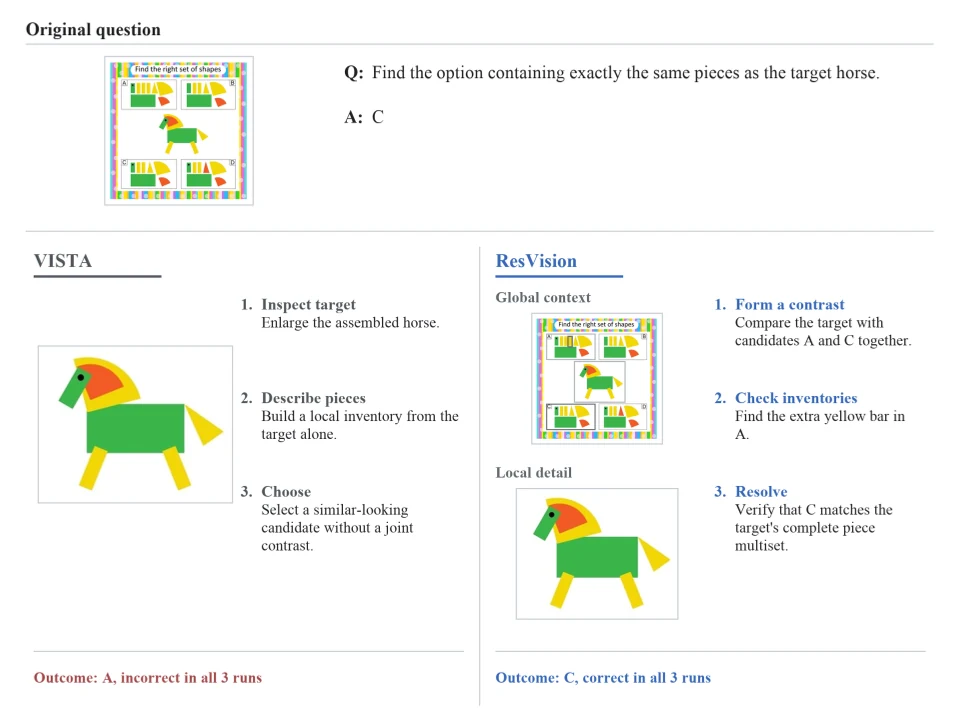 Original question
Find the right set of shapes
A
B
C
D
Q: Find the option containing exactly the same pieces as the target horse.
A: C
VISTA
1. Inspect target
Enlarge the assembled horse.
2. Describe pieces
Build a local inventory from the
target alone.
3. Choose
Select a similar-looking
candidate without a joint
contrast.
Outcome: A, incorrect in all 3 runs
ResVision
Global context
Find the right set of shapes
A
B
C
D
Local detail
1. Form a contrast
Compare the target with
candidates A and C together.
2. Check inventories
Find the extra yellow bar in
A.
3. Resolve
Verify that C matches the
target's complete piece
multiset.
Outcome: C, correct in all 3 runs